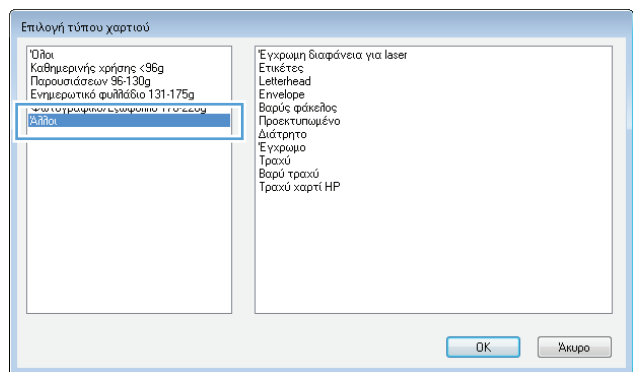 Επιλογή τύπου χαρτιού
Όλοι
Καθημερινής χρήσης <96g
Παρουσιάσεων 96-130g
Ενημερωτικό φυλλάδιο 131-175g
Άλλοι
Έγχρωμη διαφάνεια για laser
Ετικέτες
Letterhead
Envelope
Βαρύς φάκελος
Προεκτυπωμένο
Διάτρητο
Έγχρωμο
Τραχύ
Βαρύ τραχύ
Τραχύ χαρτί HP
OK
Άκυρο